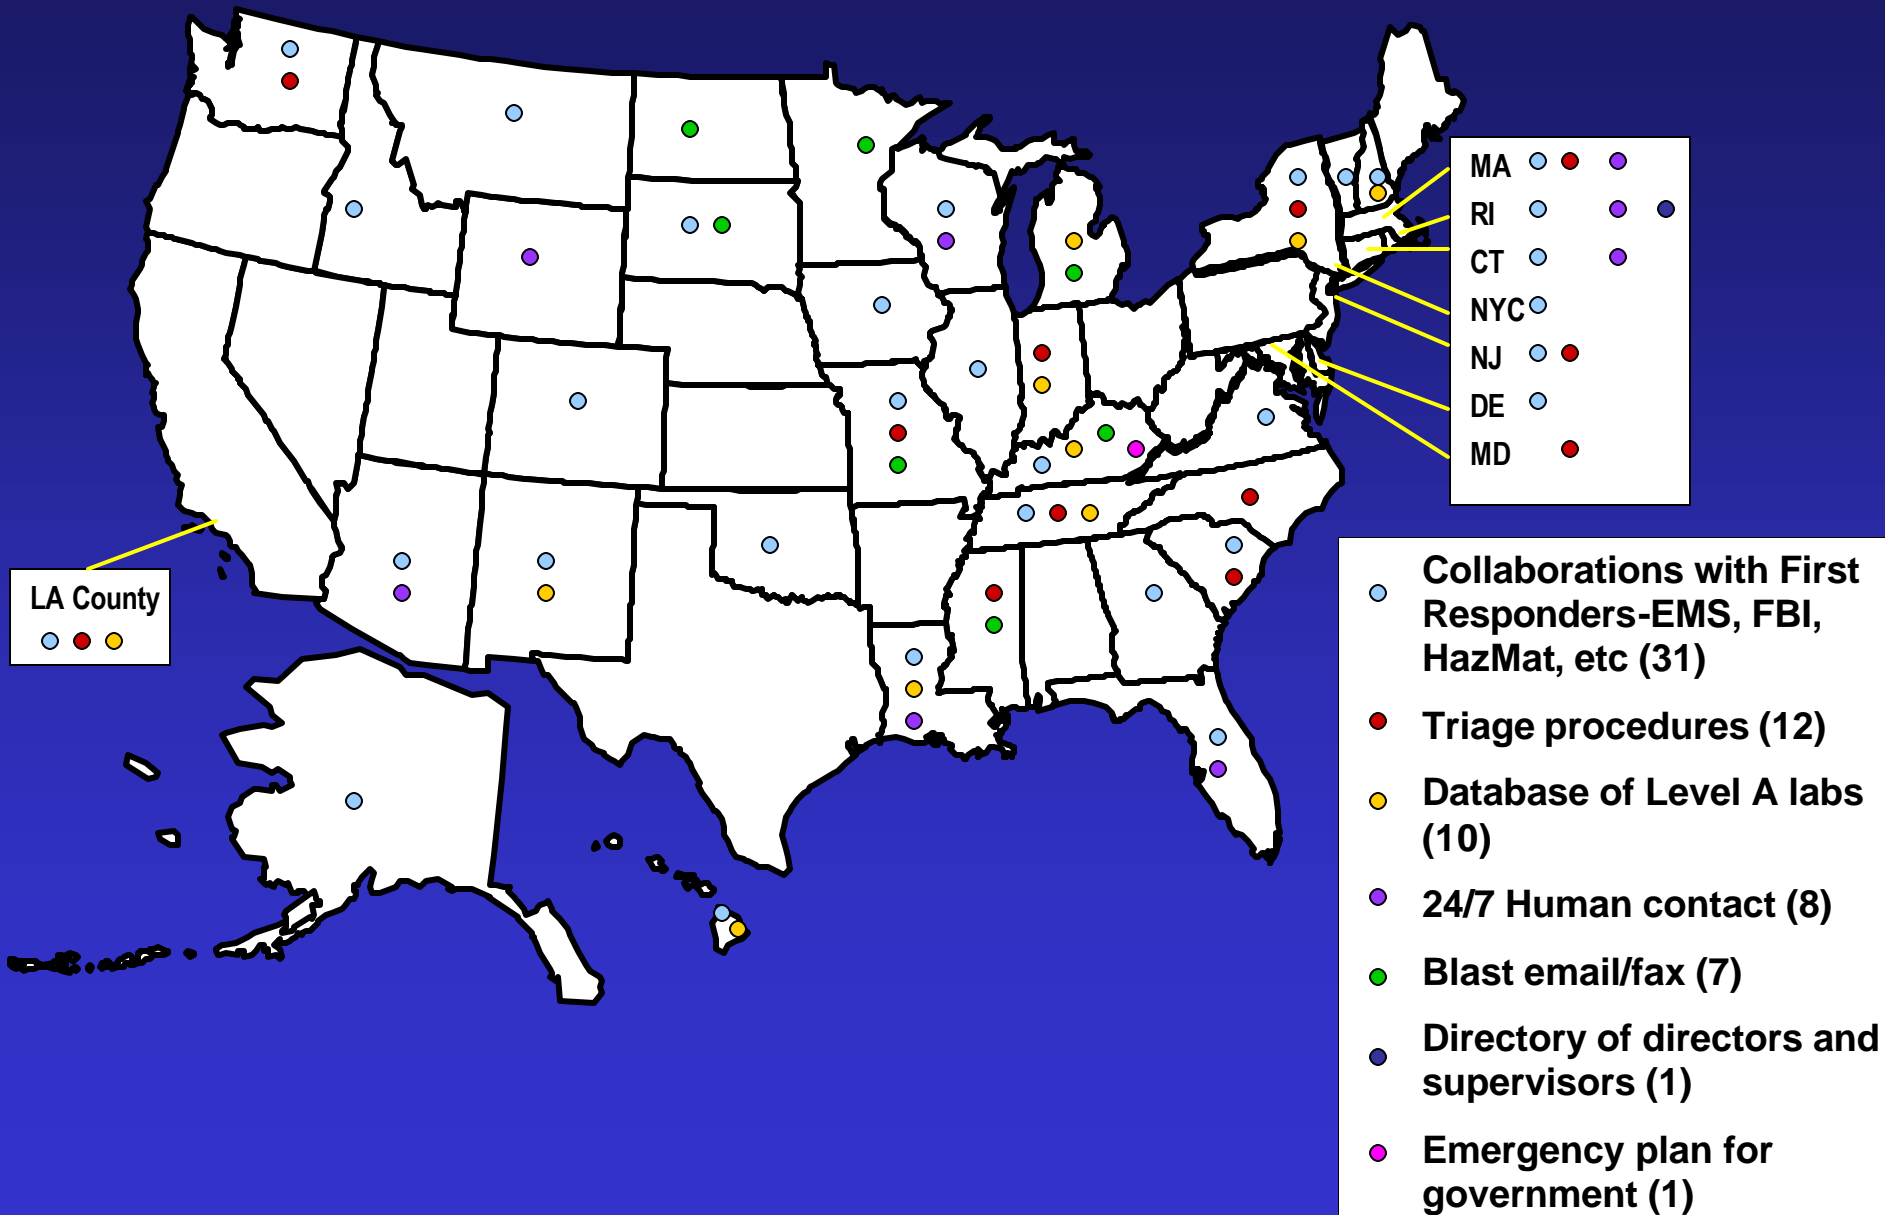 MA
RI
CT
NYC
NJ
DE
MD
LA County
Collaborations with First
Responders-EMS, FBI,
HazMat, etc (31)
Triage procedures (12)
Database of Level A labs
(10)
24/7 Human contact (8)
Blast email/fax (7)
Directory of directors and
supervisors (1)
Emergency plan for
government (1)